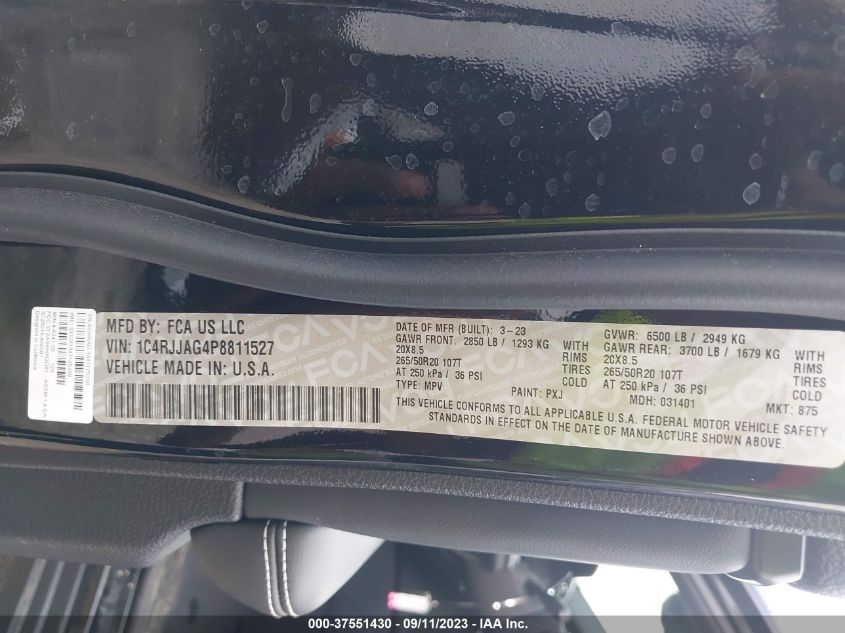 MFD BY: FCA US LLC
VIN: 1C4RJJAG4P8811527
VEHICLE MADE IN: U.S.A.
DATE OF MFR (BUILT): 3-23
GAWR FRONT: 2850 LB / 1293 KG WITH
20X8.5 RIMS
265/50R20 107T TIRES
AT 250 kPa / 36 PSI COLD
TYPE: MPV PAINT: PXJ
GVWR: 6500 LB / 2949 KG
GAWR REAR: 3700 LB / 1679 KG WITH
20X8.5 RIMS
265/50R20 107T TIRES
AT 250 kPa / 36 PSI COLD
MDH: 031401 MKT: 875
THIS VEHICLE CONFORMS TO ALL APPLICABLE U.S.A. FEDERAL MOTOR VEHICLE SAFETY
STANDARDS IN EFFECT ON THE DATE OF MANUFACTURE SHOWN ABOVE.
000-37551430 - 09/11/2023 - IAA Inc.